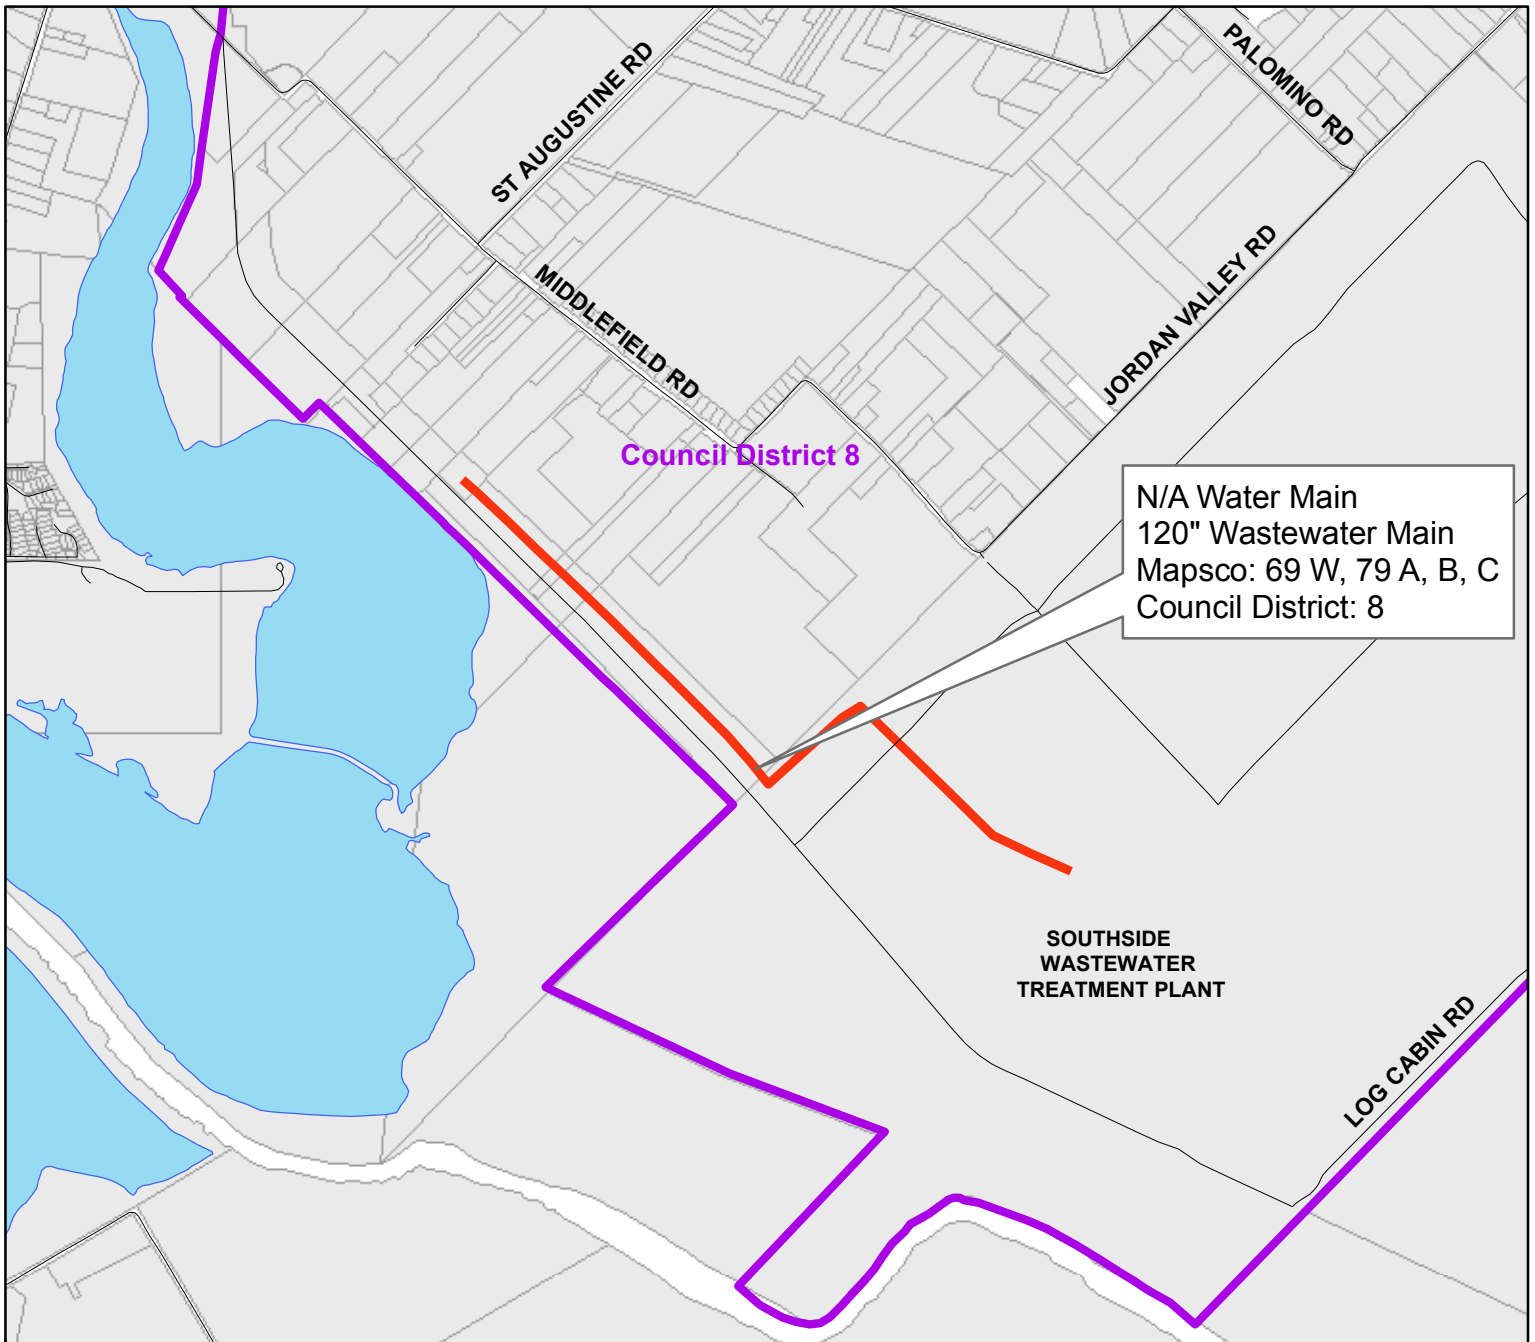 PALOMINO RD
ST AUGUSTINE RD
JORDAN VALLEY RD
MIDDLEFIELD RD
Council District 8
N/A Water Main
120" Wastewater Main
Mapsco: 69 W, 79 A, B, C
Council District: 8
SOUTHSIDE
WASTEWATER
TREATMENT PLANT
LOG CABIN RD